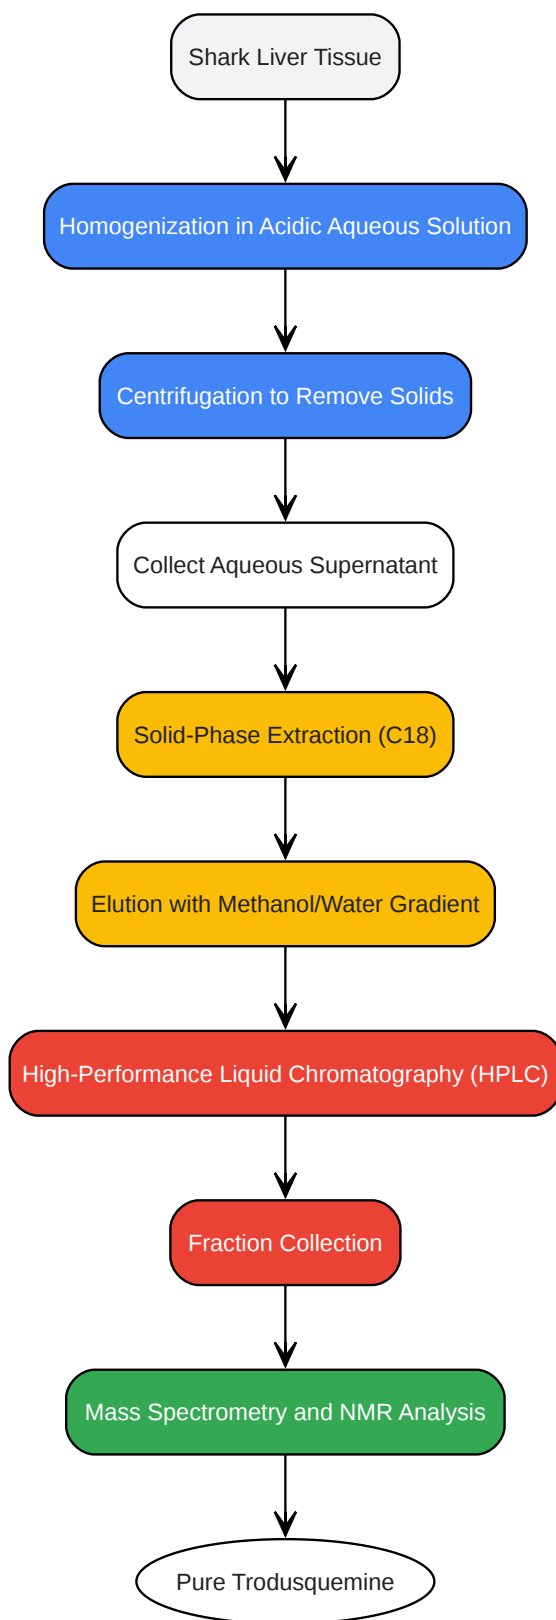 Shark Liver Tissue
Homogenization in Acidic Aqueous Solution
Centrifugation to Remove Solids
Collect Aqueous Supernatant
Solid-Phase Extraction (C18)
Elution with Methanol/Water Gradient
High-Performance Liquid Chromatography (HPLC)
Fraction Collection
Mass Spectrometry and NMR Analysis
Pure Trodusquemine